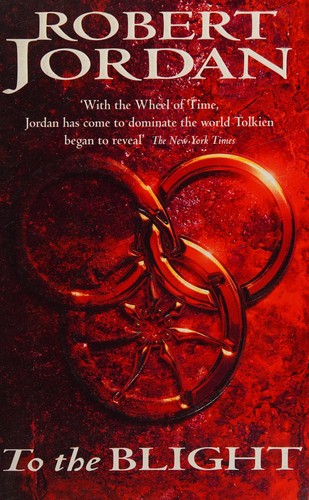 ROBERT
JORDAN
‘With the Wheel of Time,
Jordan has come to dominate the world Tolkien
began to reveal’ The New York Times
To the BLIGHT